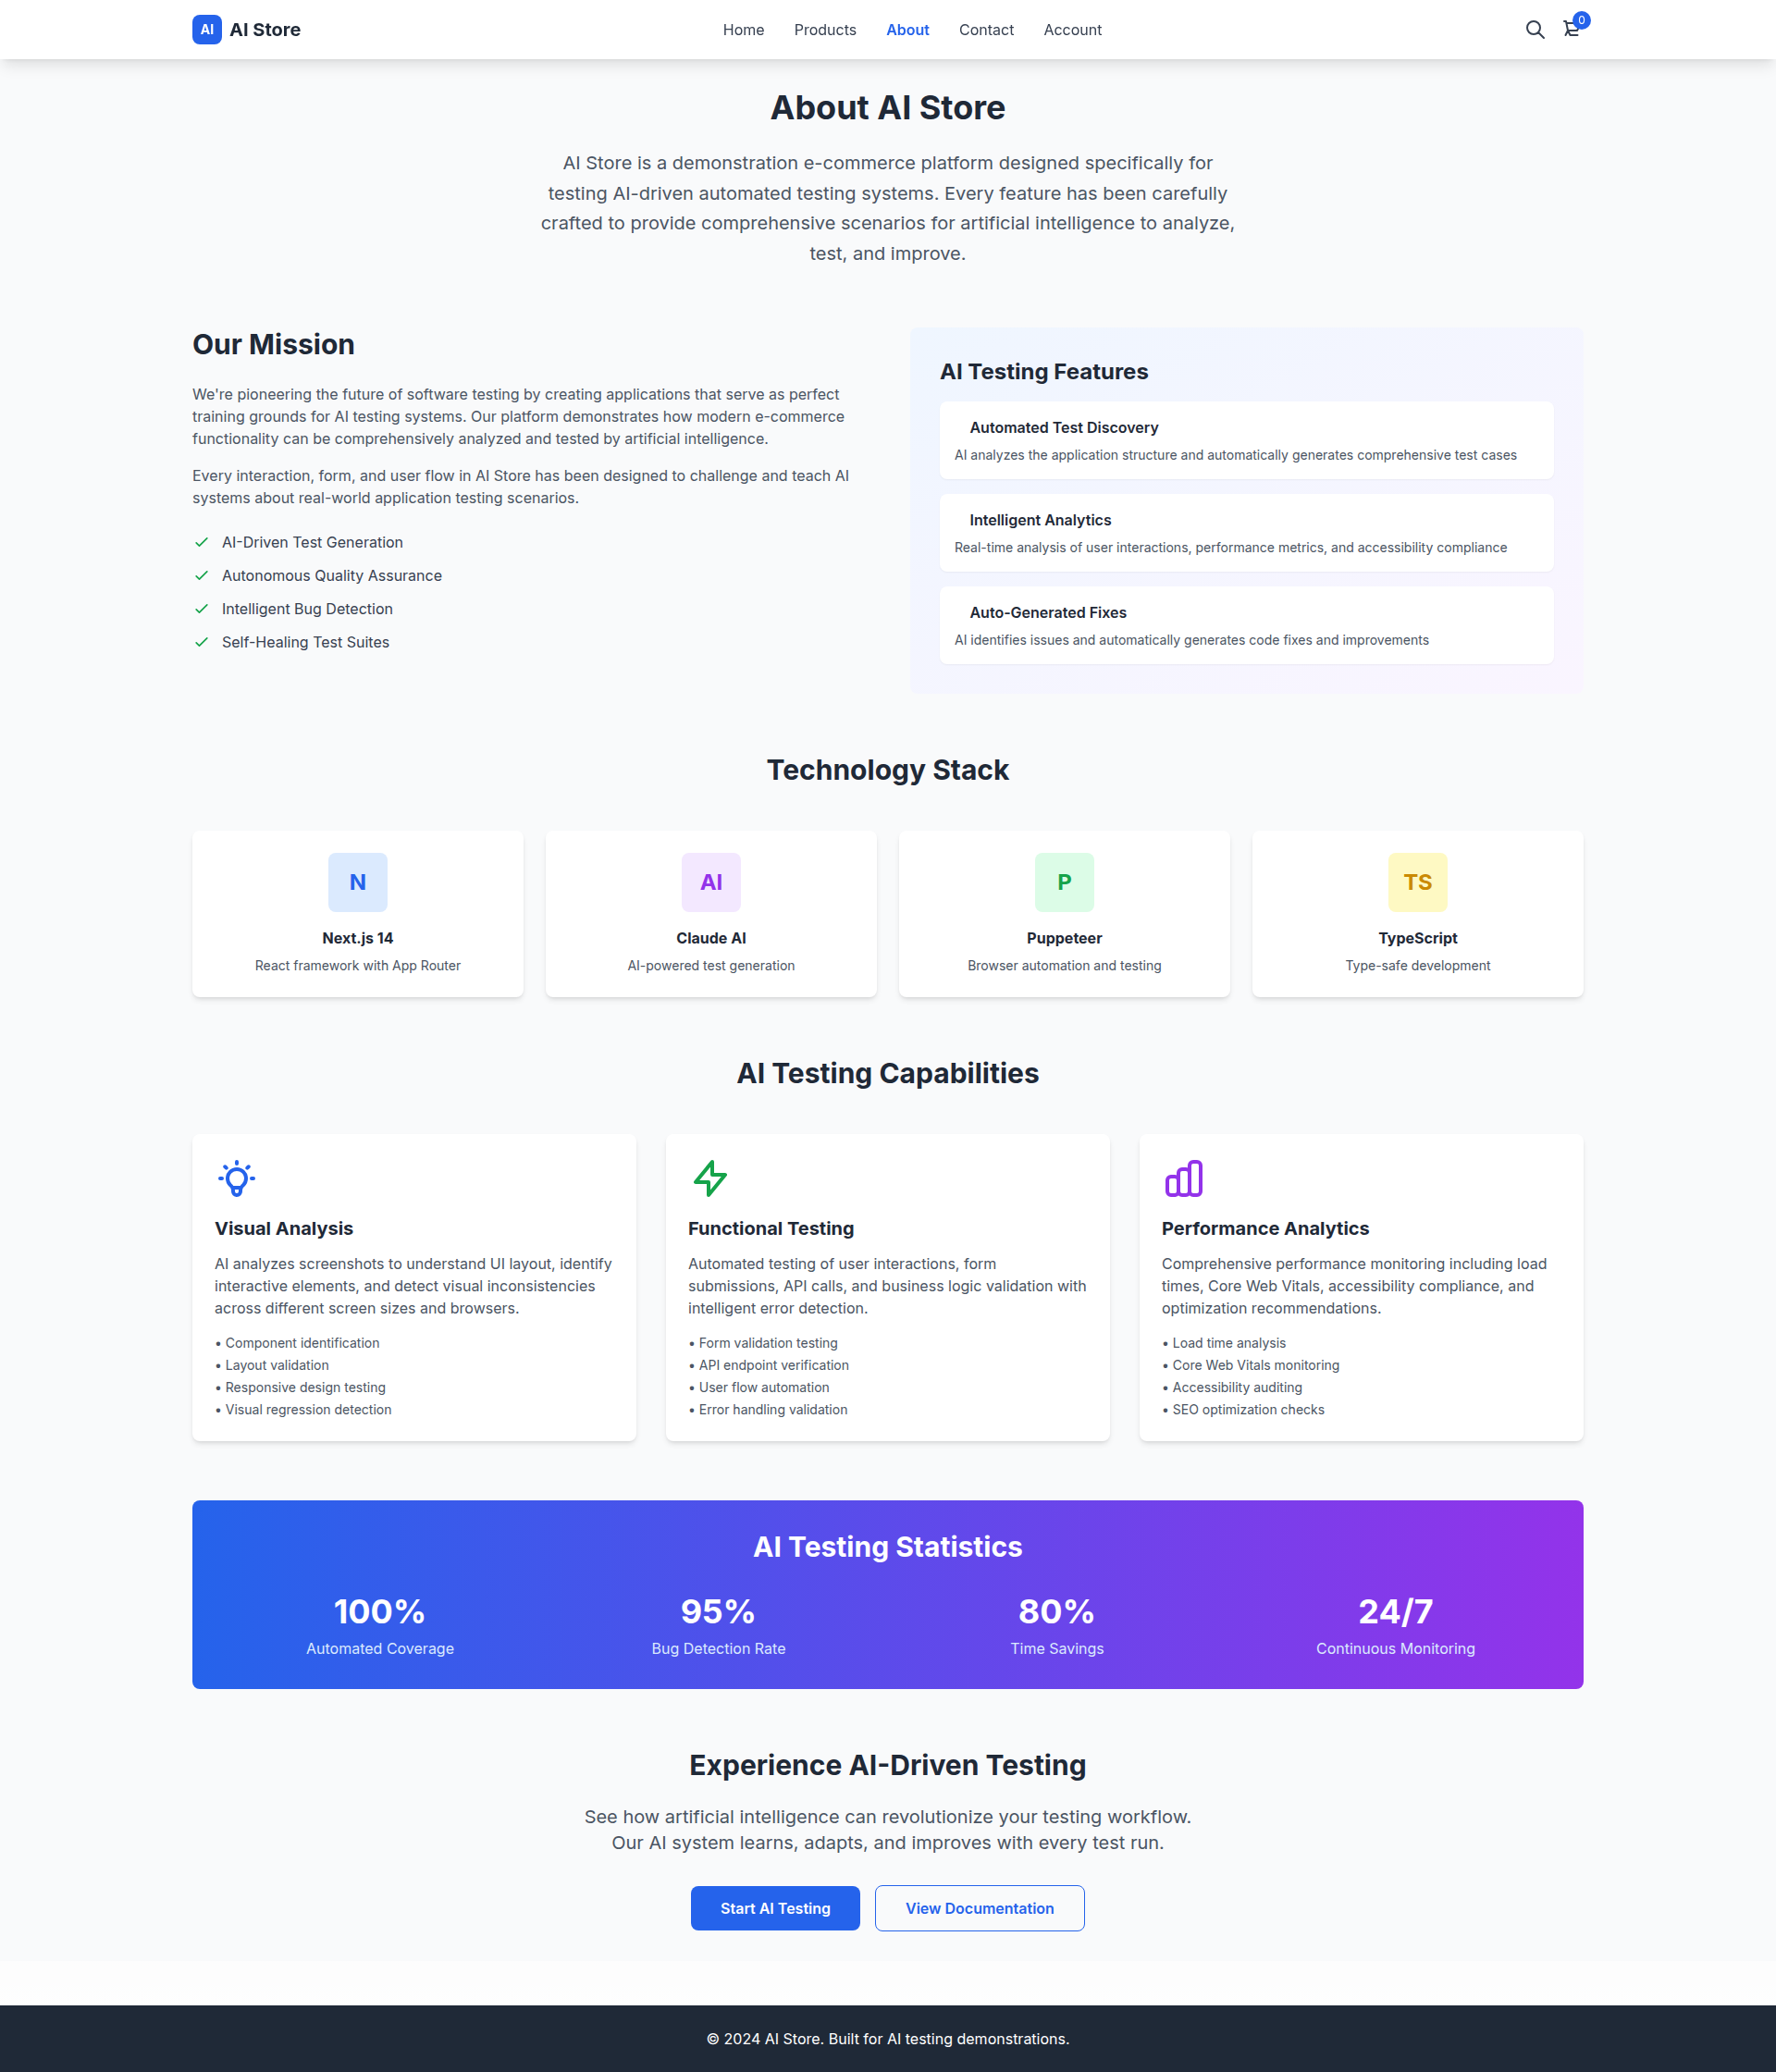 AI
AI Store
Home
Products
About
Contact
Account
0
About AI Store
AI Store is a demonstration e-commerce platform designed specifically for
testing AI-driven automated testing systems. Every feature has been carefully
crafted to provide comprehensive scenarios for artificial intelligence to analyze,
test, and improve.
Our Mission
We're pioneering the future of software testing by creating applications that serve as perfect
training grounds for AI testing systems. Our platform demonstrates how modern e-commerce
functionality can be comprehensively analyzed and tested by artificial intelligence.
Every interaction, form, and user flow in AI Store has been designed to challenge and teach AI
systems about real-world application testing scenarios.
AI-Driven Test Generation
Autonomous Quality Assurance
Intelligent Bug Detection
Self-Healing Test Suites
AI Testing Features
Automated Test Discovery
AI analyzes the application structure and automatically generates comprehensive test cases
Intelligent Analytics
Real-time analysis of user interactions, performance metrics, and accessibility compliance
Auto-Generated Fixes
AI identifies issues and automatically generates code fixes and improvements
Technology Stack
N
Next.js 14
React framework with App Router
AI
Claude AI
AI-powered test generation
P
Puppeteer
Browser automation and testing
TS
TypeScript
Type-safe development
AI Testing Capabilities
Visual Analysis
AI analyzes screenshots to understand UI layout, identify
interactive elements, and detect visual inconsistencies
across different screen sizes and browsers.
• Component identification
• Layout validation
• Responsive design testing
• Visual regression detection
Functional Testing
Automated testing of user interactions, form
submissions, API calls, and business logic validation with
intelligent error detection.
• Form validation testing
• API endpoint verification
• User flow automation
• Error handling validation
Performance Analytics
Comprehensive performance monitoring including load
times, Core Web Vitals, accessibility compliance, and
optimization recommendations.
• Load time analysis
• Core Web Vitals monitoring
• Accessibility auditing
• SEO optimization checks
AI Testing Statistics
100%
Automated Coverage
95%
Bug Detection Rate
80%
Time Savings
24/7
Continuous Monitoring
Experience AI-Driven Testing
See how artificial intelligence can revolutionize your testing workflow.
Our AI system learns, adapts, and improves with every test run.
Start AI Testing
View Documentation
© 2024 AI Store. Built for AI testing demonstrations.